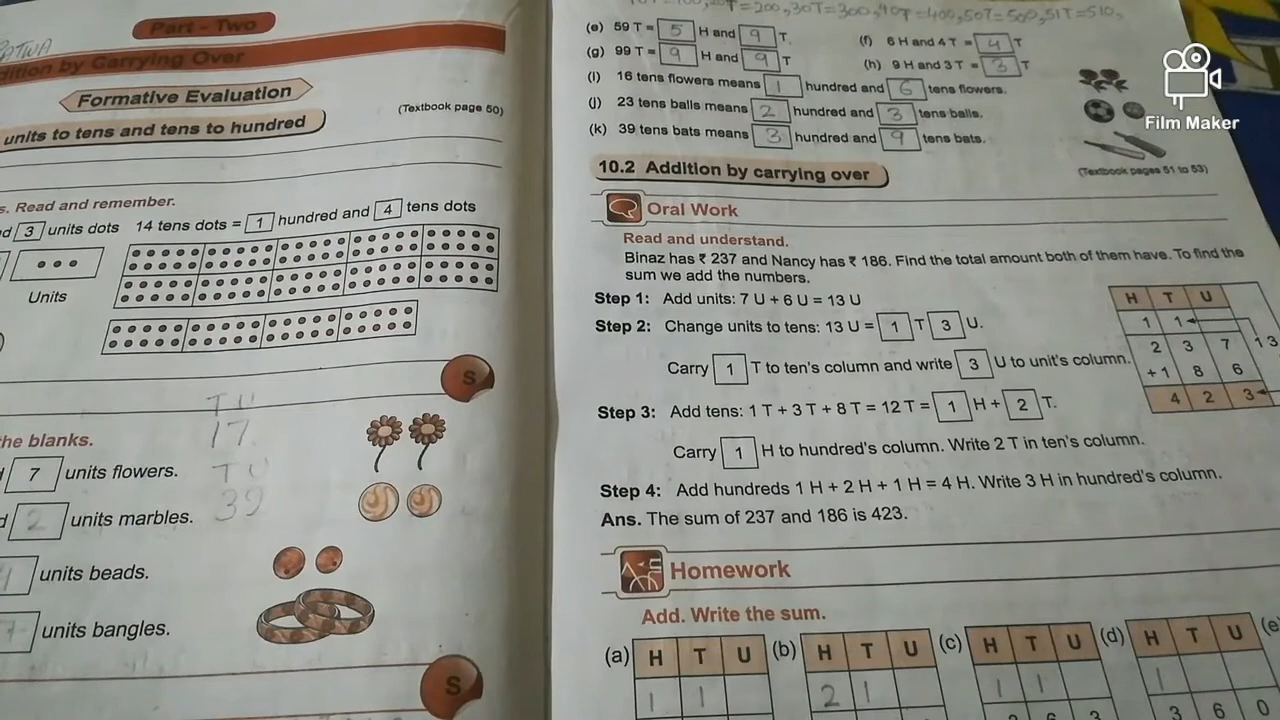 Part - Two
dition by Carrying Over
Formative Evaluation
(Textbook page 50)
units to tens and tens to hundred
s. Read and remember.
d 3 units dots 14 tens dots = 1 hundred and 4 tens dots
Units
S
T U
17
the blanks.
7 units flowers.
T U
39
2 units marbles.
units beads.
units bangles.
S
T=200, 30T=300, 40T=400, 50T=500, 51T=510,
(e) 59 T = 5 H and 9 T.
(f) 6 H and 4 T = 4 T
(g) 99 T = 9 H and 9 T
(h) 9 H and 3 T = 3 T
(i) 16 tens flowers means 1 hundred and 6 tens flowers.
(j) 23 tens balls means 2 hundred and 3 tens balls.
(k) 39 tens bats means 3 hundred and 9 tens bats.
Film Maker
10.2 Addition by carrying over
(Textbook pages 51 to 53)
Oral Work
Read and understand.
Binaz has ₹ 237 and Nancy has ₹ 186. Find the total amount both of them have. To find the
sum we add the numbers.
Step 1: Add units: 7 U + 6 U = 13 U
Step 2: Change units to tens: 13 U = 1 T 3 U.
Carry 1 T to ten's column and write 3 U to unit's column.
Step 3: Add tens: 1 T + 3 T + 8 T = 12 T = 1 H + 2 T.
Carry 1 H to hundred's column. Write 2 T in ten's column.
Step 4: Add hundreds 1 H + 2 H + 1 H = 4 H. Write 3 H in hundred's column.
Ans. The sum of 237 and 186 is 423.
H T U
1 1
2 3 7 13
+1 8 6
4 2 3
Homework
Add. Write the sum.
(a) H T U (b) H T U (c) H T U (d) H T U (e
1 1 2 1 1 1 1
3 6 0